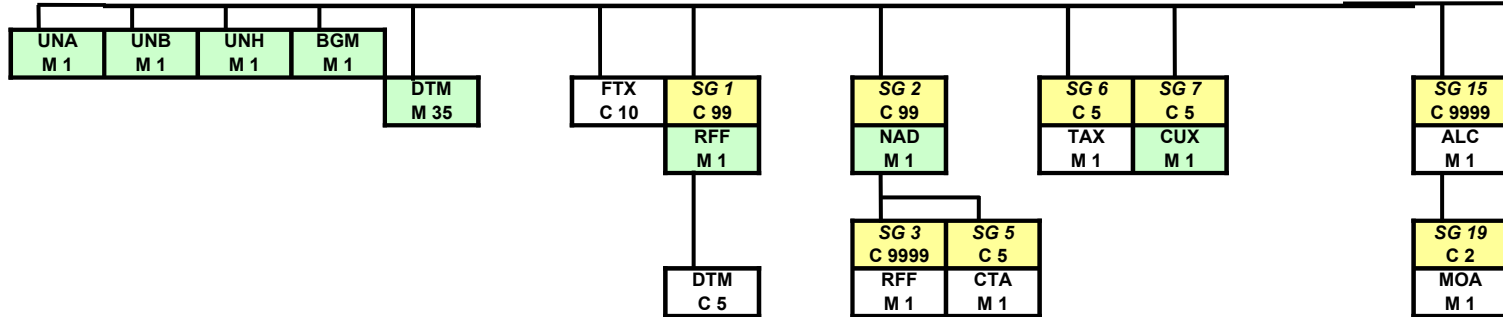 UNA UNB UNH BGM
M 1 M 1 M 1 M 1
DTM FTX SG 1 SG 2 SG 6 SG 7 SG 15
M 35 C 10 C 99 C 99 C 5 C 5 C 9999
RFF NAD TAX CUX ALC
M 1 M 1 M 1 M 1 M 1
SG 3 SG 5 SG 19
C 9999 C 5 C 2
DTM RFF CTA MOA
C 5 M 1 M 1 M 1